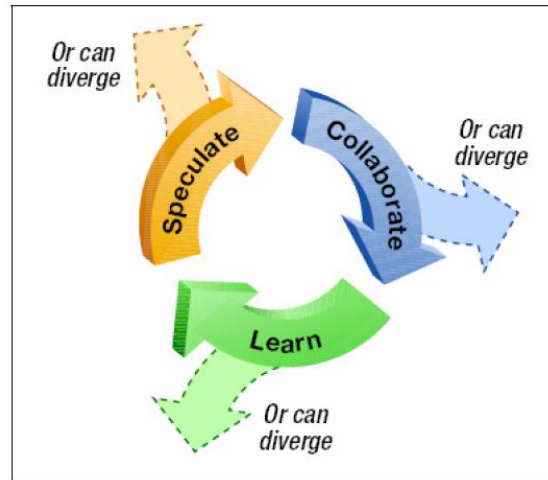 Or can
diverge
Speculate
Collaborate
Or can
diverge
Learn
Or can
diverge